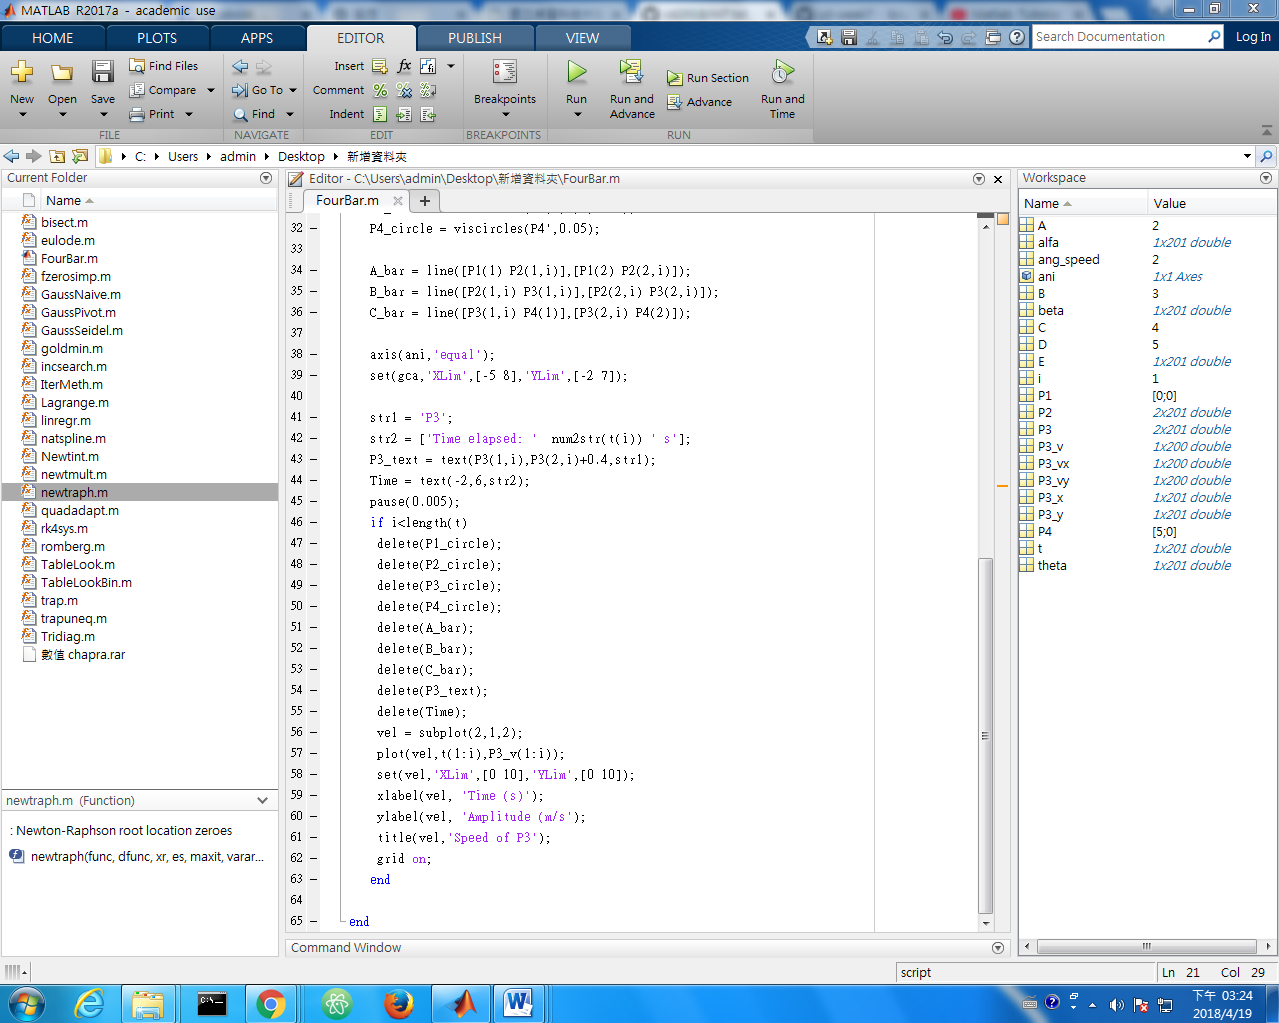 MATLAB R2017a - academic use
HOME PLOTS APPS EDITOR PUBLISH VIEW
Search Documentation
Log In
New Open Save
Find Files
Compare
Print
Go To
Find
Insert
Comment
Indent
Breakpoints
Run
Run and Advance
Run Section
Advance
Run and Time
FILE NAVIGATE EDIT BREAKPOINTS RUN
C: Users admin Desktop 新增資料夾
Current Folder
Name
bisect.m
eulode.m
FourBar.m
fzerosimp.m
GaussNaive.m
GaussPivot.m
GaussSeidel.m
goldmin.m
incsearch.m
IterMeth.m
Lagrange.m
linregr.m
natspline.m
Newtint.m
newtmult.m
newtraph.m
quadadapt.m
rk4sys.m
romberg.m
TableLook.m
TableLookBin.m
trap.m
trapuneq.m
Tridiag.m
數值 chapra.rar
newtraph.m (Function)
: Newton-Raphson root location zeroes
newtraph(func, dfunc, xr, es, maxit, varar...
Editor - C:\Users\admin\Desktop\新增資料夾\FourBar.m
FourBar.m
32 – P4_circle = viscircles(P4',0.05);
33
34 – A_bar = line([P1(1) P2(1,i)],[P1(2) P2(2,i)]);
35 – B_bar = line([P2(1,i) P3(1,i)],[P2(2,i) P3(2,i)]);
36 – C_bar = line([P3(1,i) P4(1)],[P3(2,i) P4(2)]);
37
38 – axis(ani,'equal');
39 – set(gca,'XLim',[-5 8],'YLim',[-2 7]);
40
41 – str1 = 'P3';
42 – str2 = ['Time elapsed: '  num2str(t(i)) ' s'];
43 – P3_text = text(P3(1,i),P3(2,i)+0.4,str1);
44 – Time = text(-2,6,str2);
45 – pause(0.005);
46 – if i<length(t)
47 – delete(P1_circle);
48 – delete(P2_circle);
49 – delete(P3_circle);
50 – delete(P4_circle);
51 – delete(A_bar);
52 – delete(B_bar);
53 – delete(C_bar);
54 – delete(P3_text);
55 – delete(Time);
56 – vel = subplot(2,1,2);
57 – plot(vel,t(1:i),P3_v(1:i));
58 – set(vel,'XLim',[0 10],'YLim',[0 10]);
59 – xlabel(vel, 'Time (s)');
60 – ylabel(vel, 'Amplitude (m/s');
61 – title(vel,'Speed of P3');
62 – grid on;
63 – end
64
65 – end
Command Window
Workspace
Name Value
A 2
alfa 1x201 double
ang_speed 2
ani 1x1 Axes
B 3
beta 1x201 double
C 4
D 5
E 1x201 double
i 1
P1 [0;0]
P2 2x201 double
P3 2x201 double
P3_v 1x200 double
P3_vx 1x200 double
P3_vy 1x200 double
P3_x 1x201 double
P3_y 1x201 double
P4 [5;0]
t 1x201 double
theta 1x201 double
script
Ln 21 Col 29
下午 03:24
2018/4/19